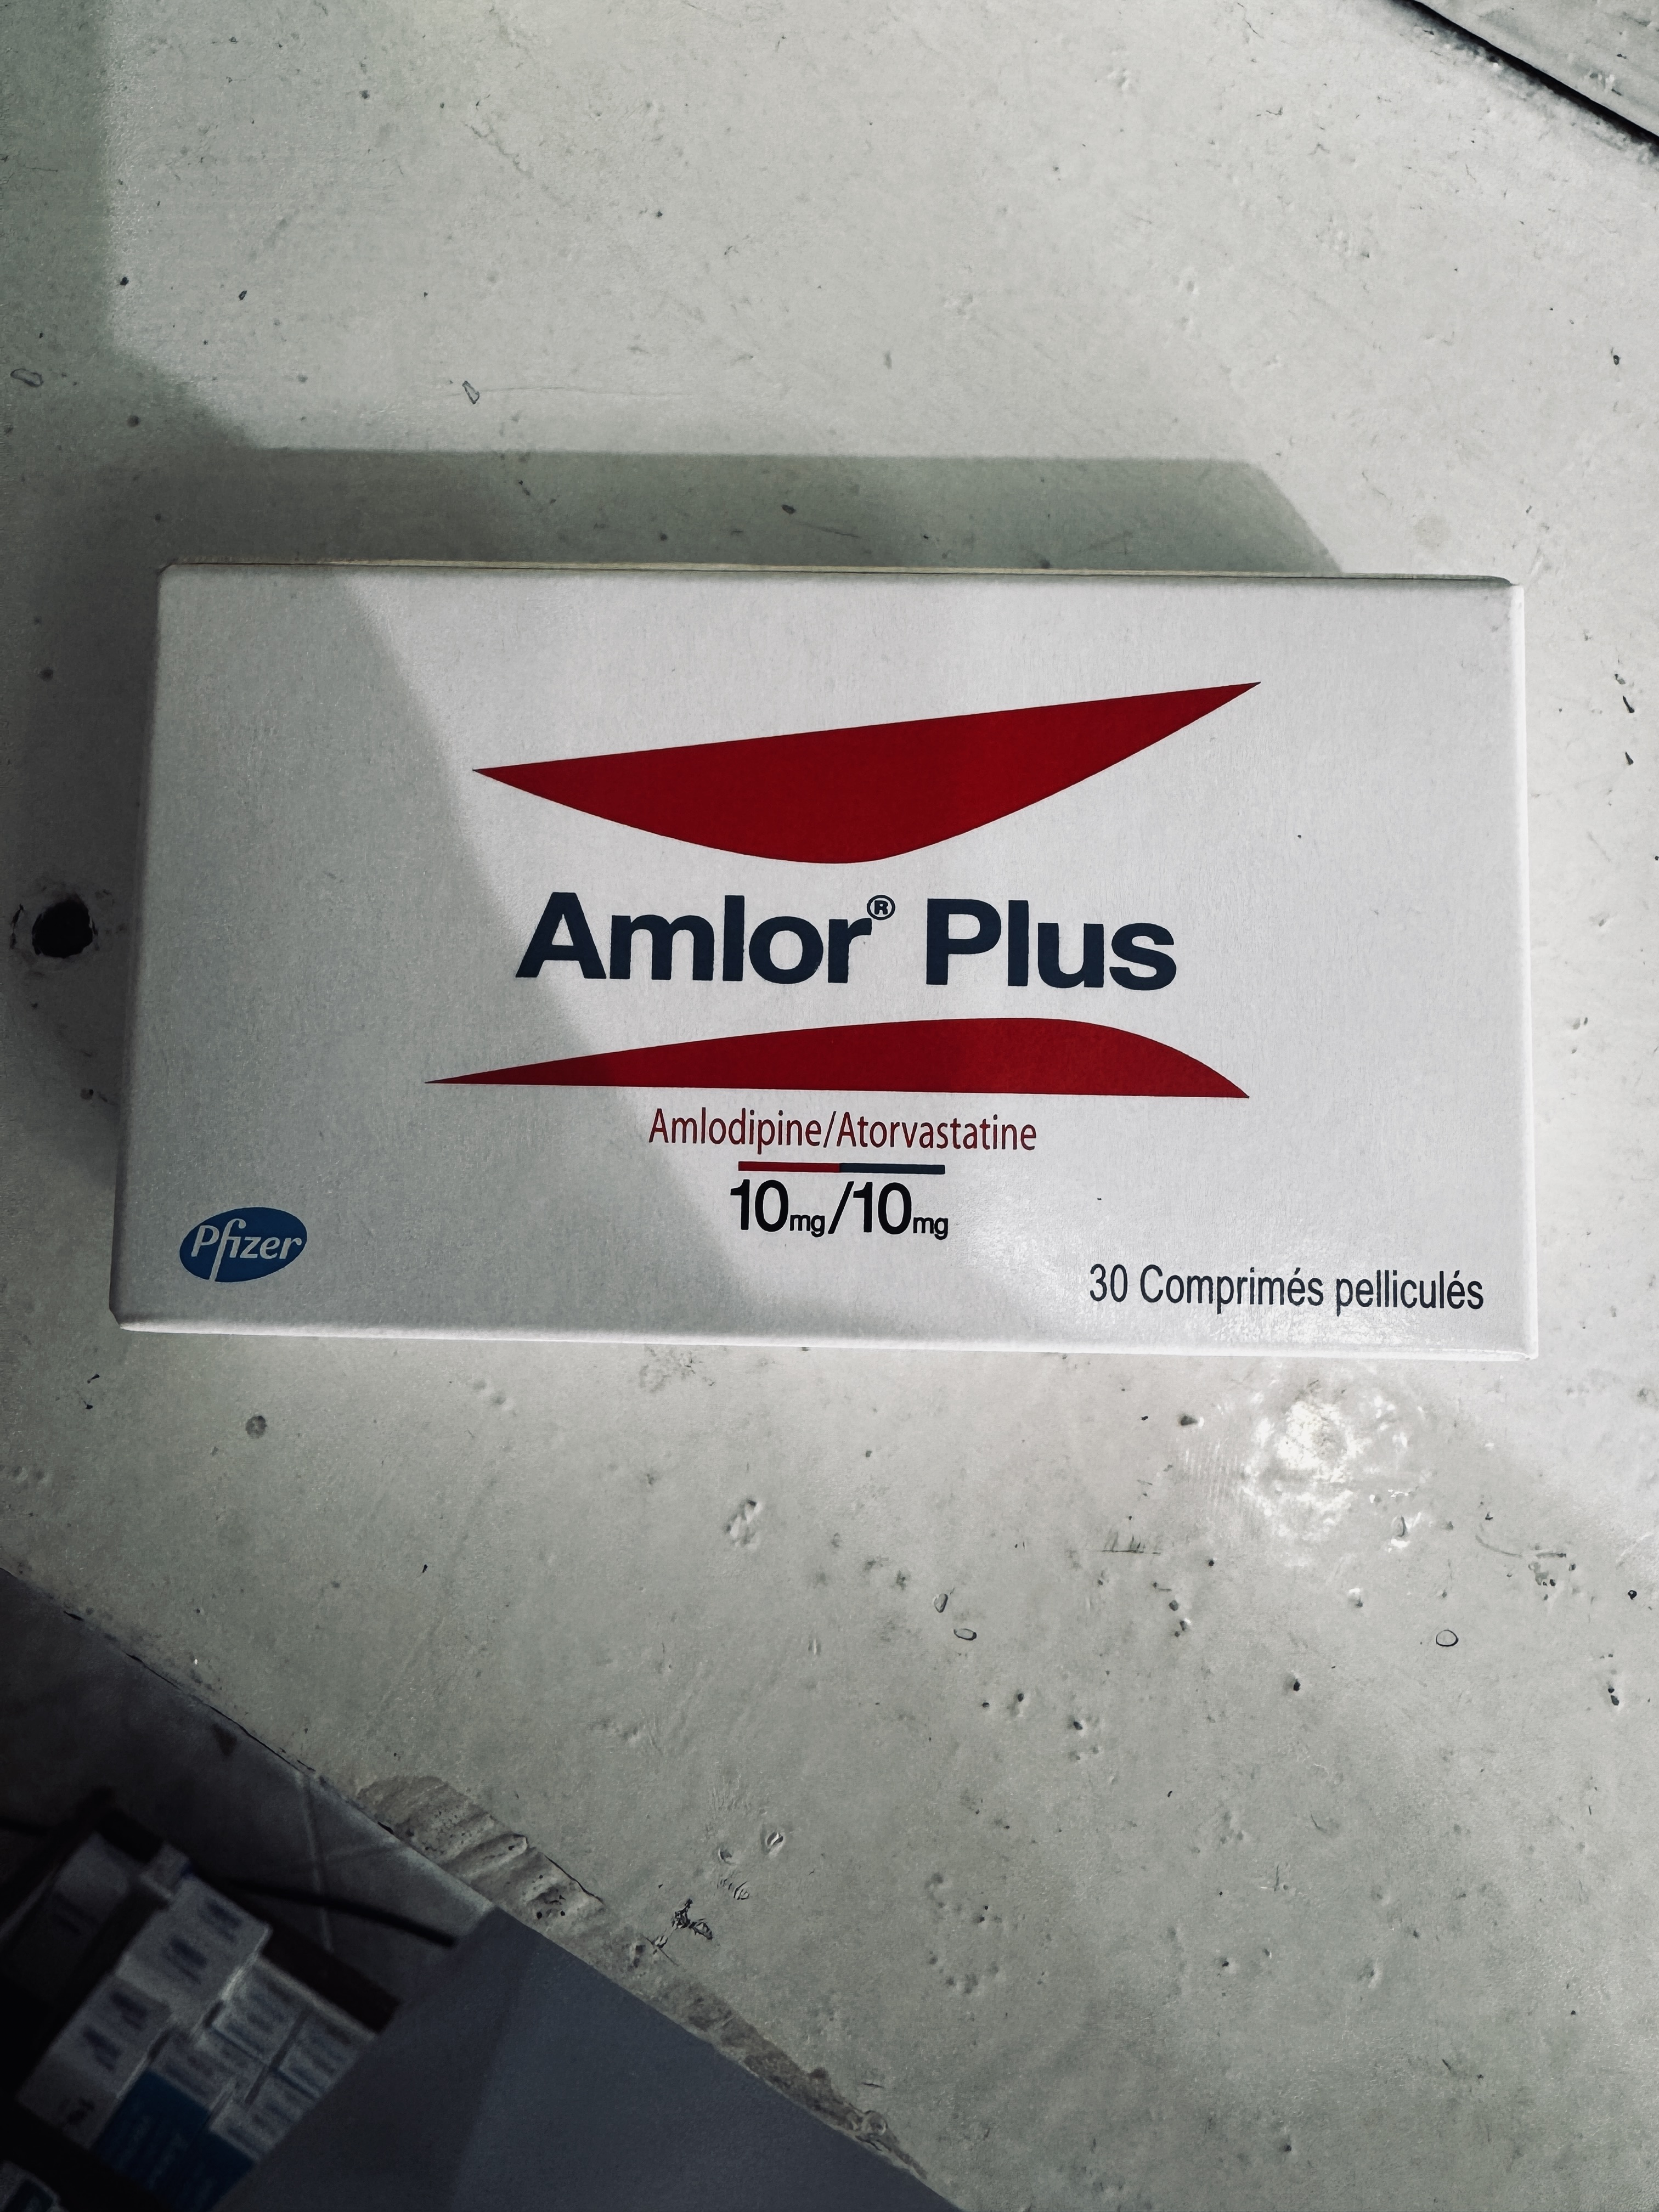 Amlor® Plus
Amlodipine/Atorvastatine
10mg/10mg
Pfizer
30 Comprimés pelliculés